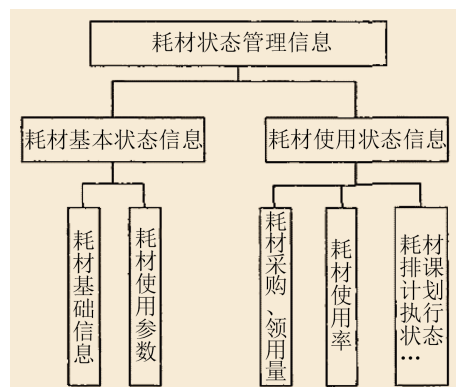 耗材状态管理信息
耗材基本状态信息
耗材使用状态信息
耗材基础信息
耗材使用参数
耗材采购、领用量
耗材使用率
耗材排课计划执行状态…